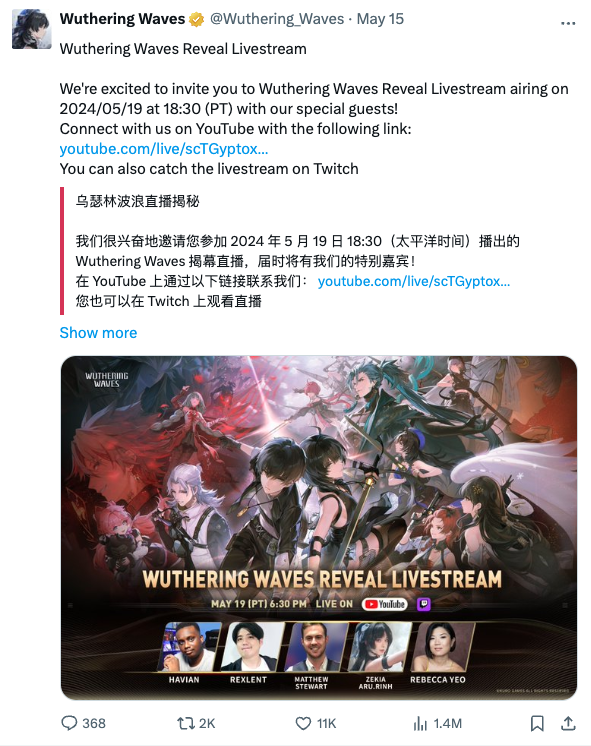 Wuthering Waves @Wuthering_Waves · May 15
Wuthering Waves Reveal Livestream
We're excited to invite you to Wuthering Waves Reveal Livestream airing on
2024/05/19 at 18:30 (PT) with our special guests!
Connect with us on YouTube with the following link:
youtube.com/live/scTGyptox...
You can also catch the livestream on Twitch
乌瑟林波浪直播揭秘
我们很兴奋地邀请您参加 2024 年 5 月 19 日 18:30（太平洋时间）播出的
Wuthering Waves 揭幕直播，届时将有我们的特别嘉宾！
在 YouTube 上通过以下链接联系我们： youtube.com/live/scTGyptox...
您也可以在 Twitch 上观看直播
Show more
WUTHERING
WAVES
WUTHERING WAVES REVEAL LIVESTREAM
MAY 19 (PT) 6:30 PM LIVE ON YouTube
HAVIAN
REXLENT
MATTHEW
STEWART
ZEKIA
ARU.RINH
REBECCA YEO
©KURO GAMES ALL RIGHTS RESERVED.
368
2K
11K
1.4M